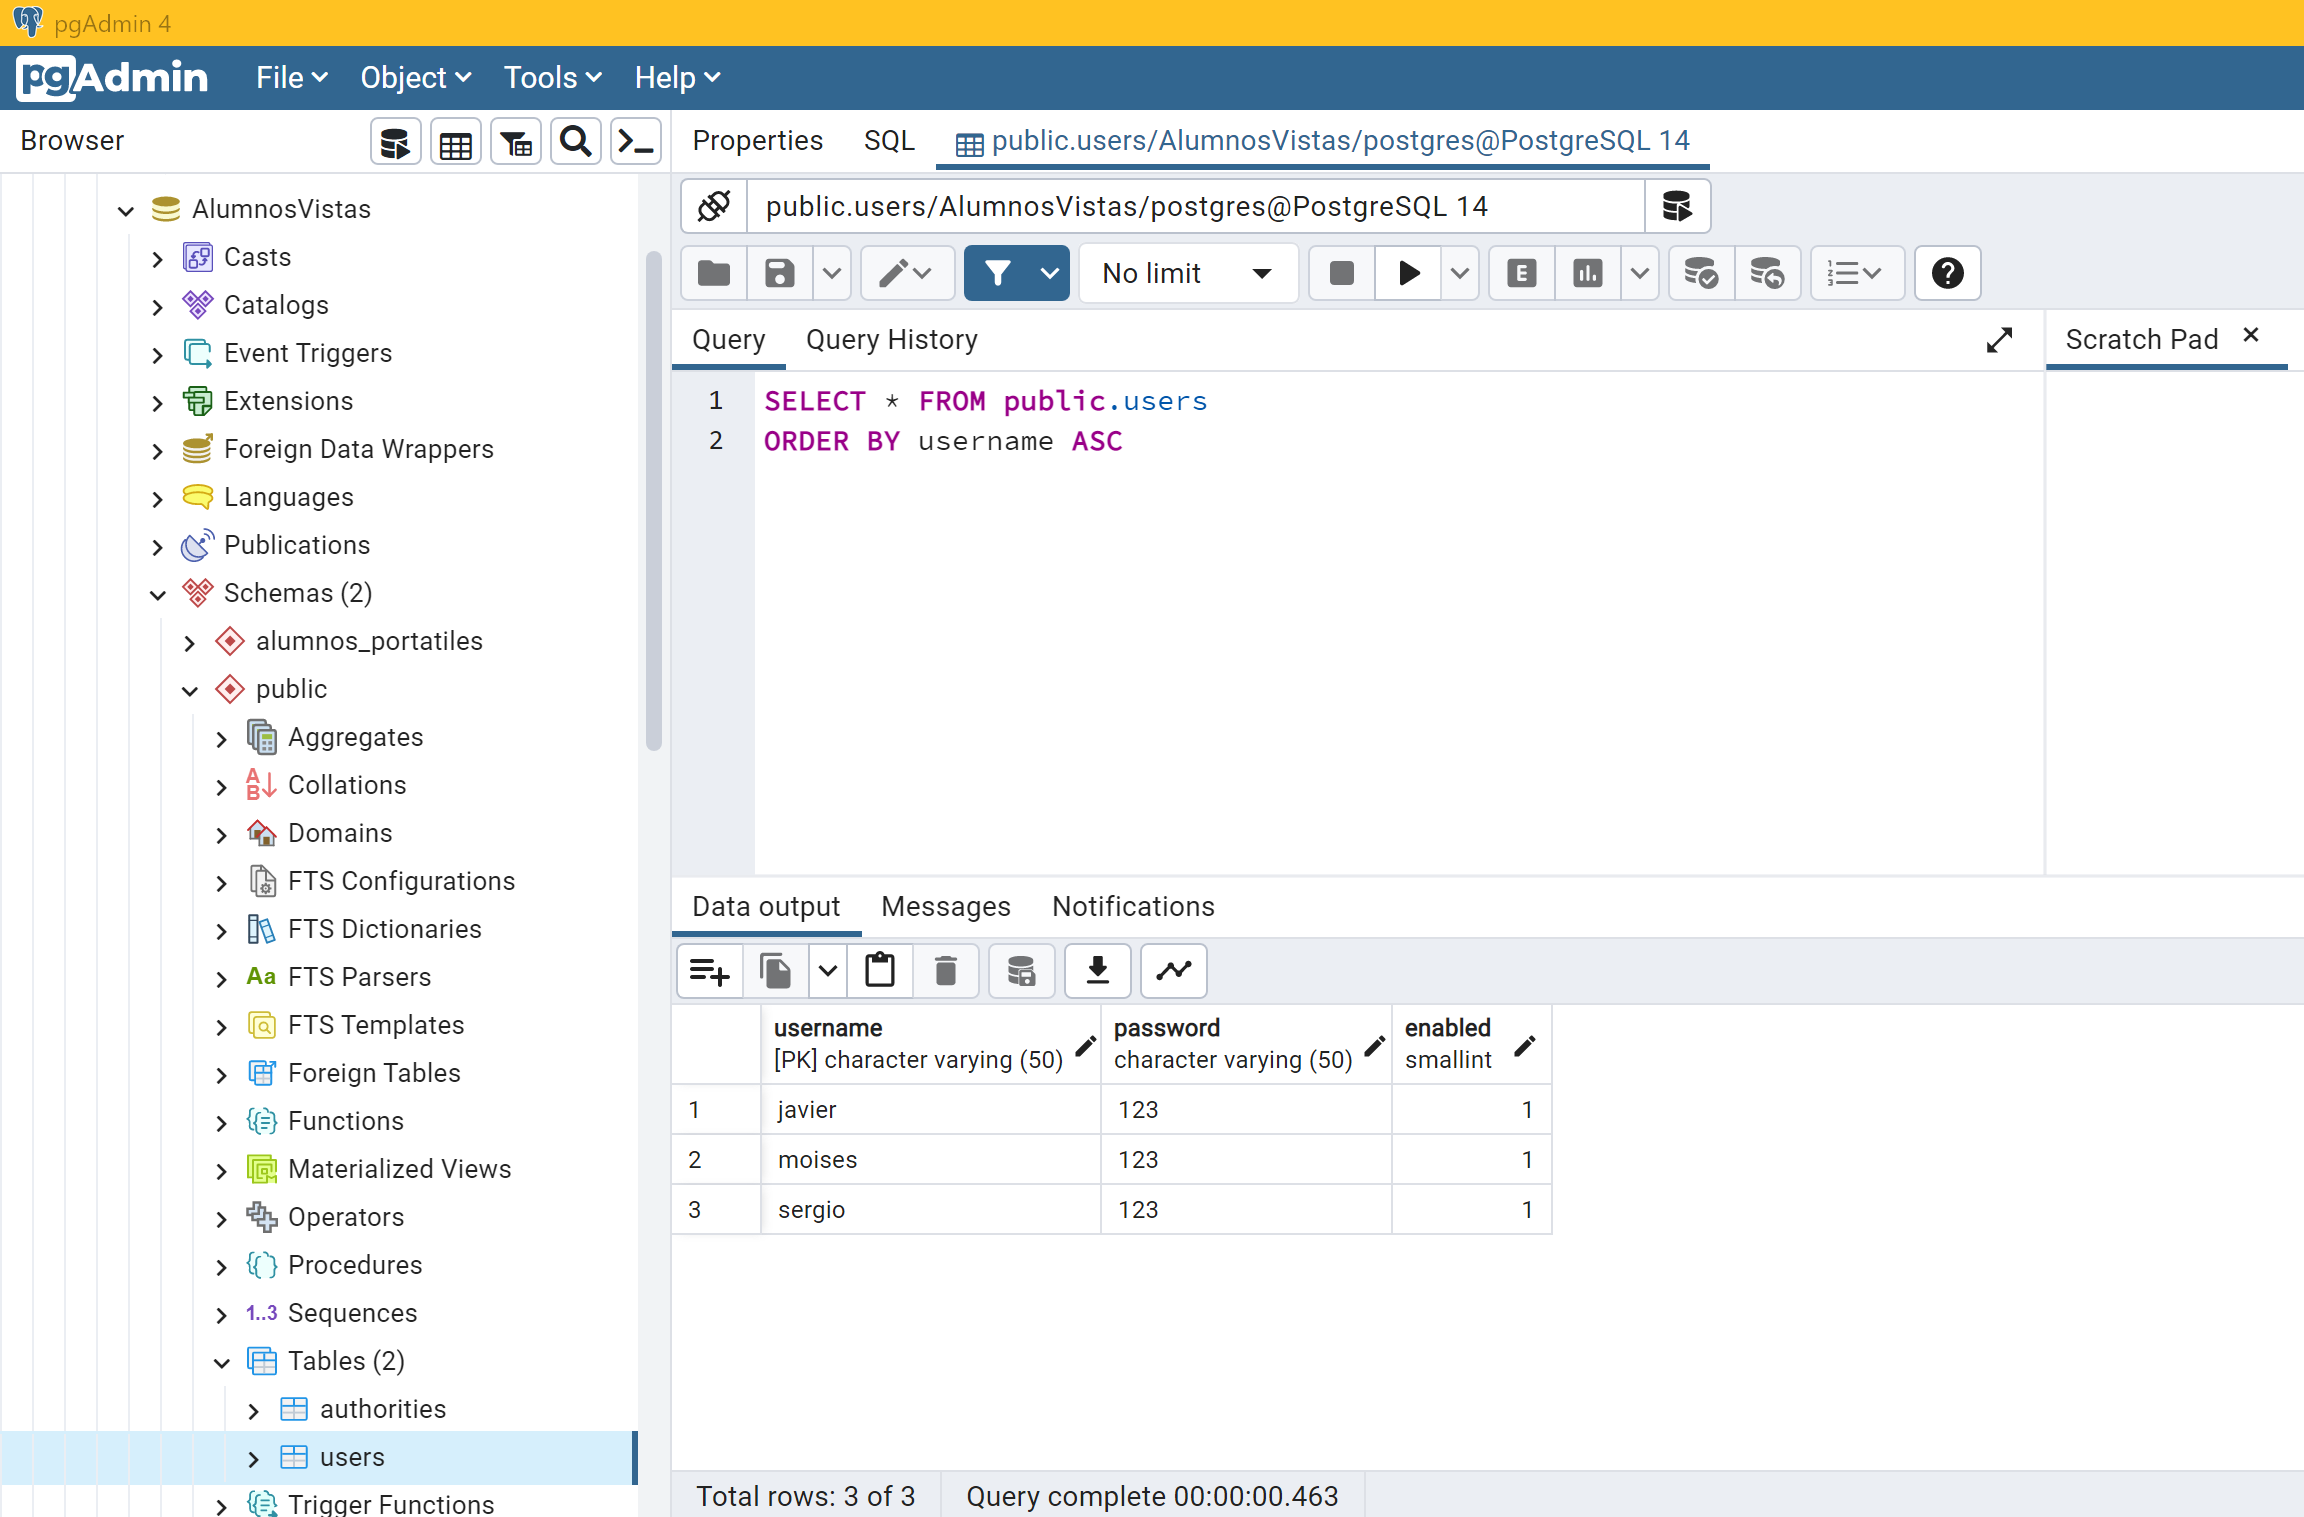 pgAdmin 4
pgAdmin File Object Tools Help
Browser
AlumnosVistas
Casts
Catalogs
Event Triggers
Extensions
Foreign Data Wrappers
Languages
Publications
Schemas (2)
alumnos_portatiles
public
Aggregates
Collations
Domains
FTS Configurations
FTS Dictionaries
Aa FTS Parsers
FTS Templates
Foreign Tables
Functions
Materialized Views
Operators
Procedures
1..3 Sequences
Tables (2)
authorities
users
Trigger Functions
Properties SQL public.users/AlumnosVistas/postgres@PostgreSQL 14
public.users/AlumnosVistas/postgres@PostgreSQL 14
No limit E
Query Query History Scratch Pad
1 SELECT * FROM public.users
2 ORDER BY username ASC
Data output Messages Notifications
username password enabled
[PK] character varying (50) character varying (50) smallint
1 javier 123 1
2 moises 123 1
3 sergio 123 1
Total rows: 3 of 3 Query complete 00:00:00.463